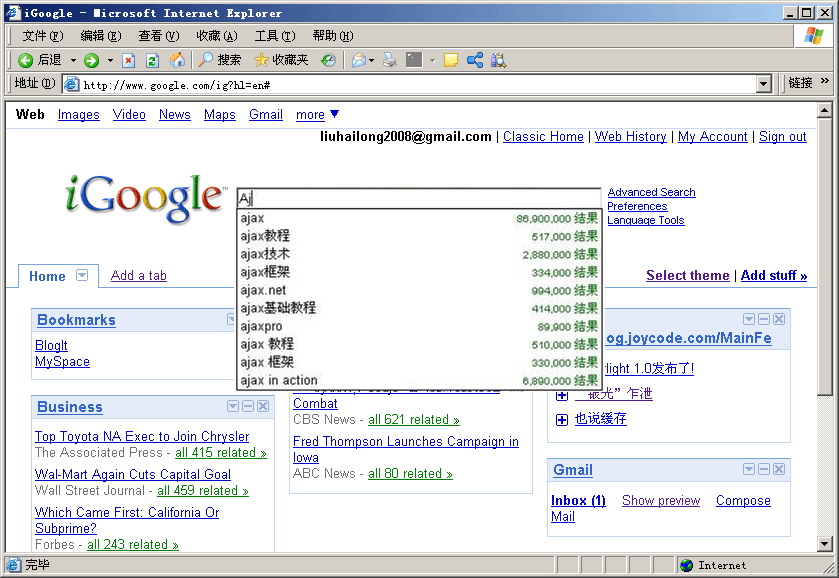 iGoogle - Microsoft Internet Explorer
文件(F) 编辑(E) 查看(V) 收藏(A) 工具(T) 帮助(H)
后退 搜索 收藏夹
地址(D) http://www.google.com/ig?hl=en# 链接 »
Web Images Video News Maps Gmail more ▼
liuhailong2008@gmail.com | Classic Home | Web History | My Account | Sign out
iGoogle™
Aj
Advanced Search
Preferences
Language Tools
ajax 86,900,000 结果
ajax教程 517,000 结果
ajax技术 2,880,000 结果
ajax框架 334,000 结果
ajax.net 994,000 结果
ajax基础教程 414,000 结果
ajaxpro 89,900 结果
ajax 教程 510,000 结果
ajax 框架 330,000 结果
ajax in action 6,890,000 结果
Home Add a tab
Select theme | Add stuff »
Bookmarks
BlogIt
MySpace
Business
Top Toyota NA Exec to Join Chrysler
The Associated Press - all 415 related »
Wal-Mart Again Cuts Capital Goal
Wall Street Journal - all 459 related »
Which Came First: California Or
Subprime?
Forbes - all 243 related »
Combat
CBS News - all 621 related »
Fred Thompson Launches Campaign in
Iowa
ABC News - all 80 related »
og.joycode.com/MainFe
rlight 1.0发布了!
“银光”乍泄
也说缓存
Gmail
Inbox (1) Show preview Compose
Mail
完毕 Internet